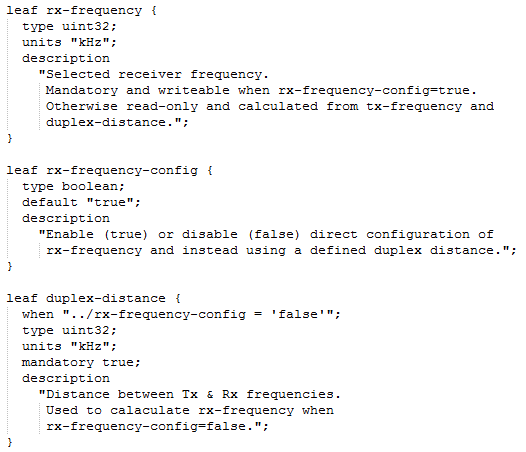 leaf rx-frequency {
type uint32;
units "kHz";
description
"Selected receiver frequency.
Mandatory and writeable when rx-frequency-config=true.
Otherwise read-only and calculated from tx-frequency and
duplex-distance.";
}
leaf rx-frequency-config {
type boolean;
default "true";
description
"Enable (true) or disable (false) direct configuration of
rx-frequency and instead using a defined duplex distance.";
}
leaf duplex-distance {
when "../rx-frequency-config = 'false'";
type uint32;
units "kHz";
mandatory true;
description
"Distance between Tx & Rx frequencies.
Used to calaculate rx-frequency when
rx-frequency-config=false.";
}